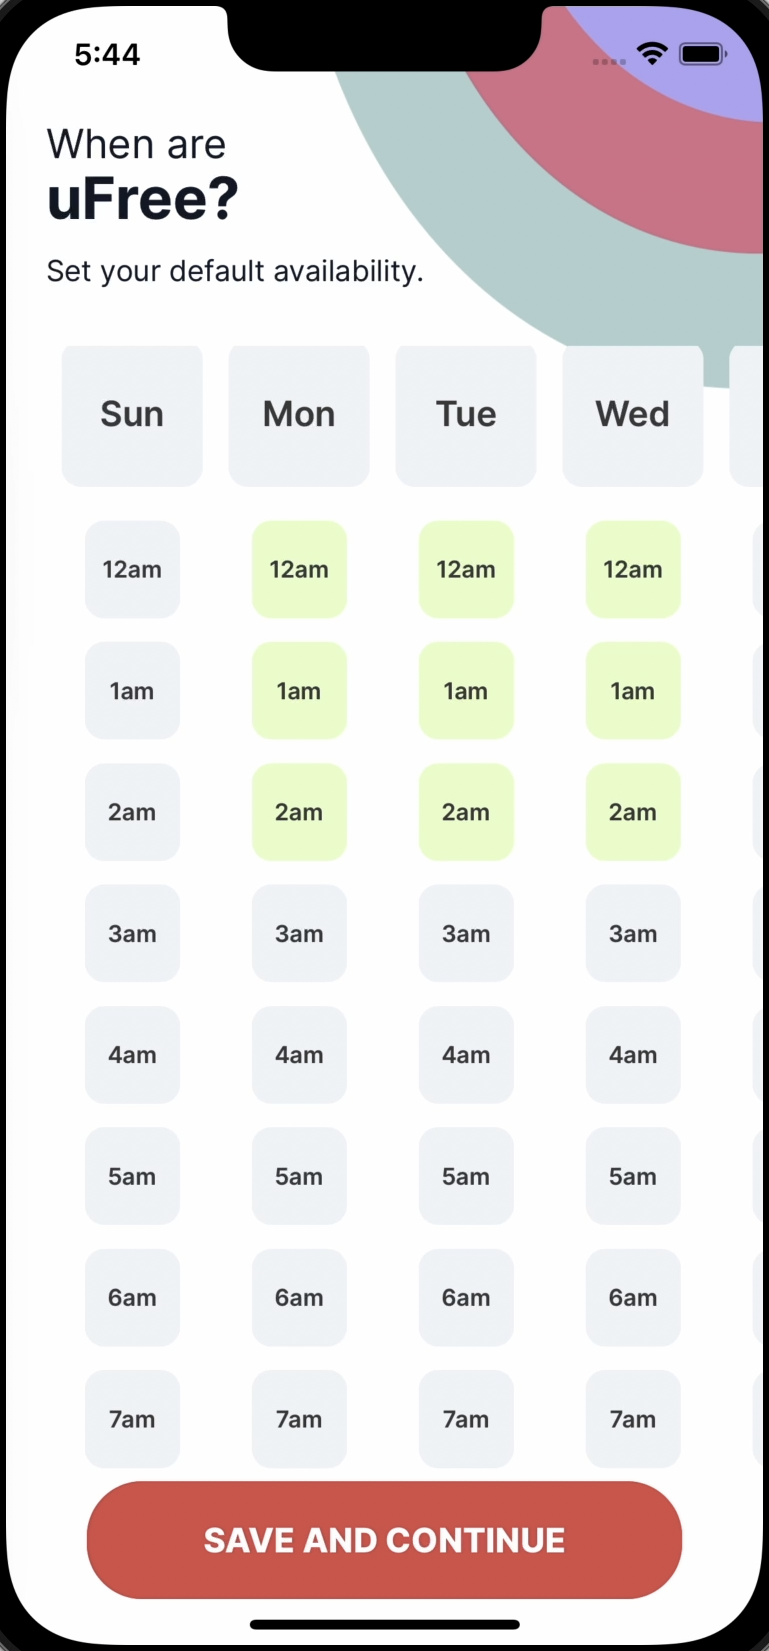 5:44
When are
uFree?
Set your default availability.
Sun Mon Tue Wed
12am 12am 12am 12am
1am 1am 1am 1am
2am 2am 2am 2am
3am 3am 3am 3am
4am 4am 4am 4am
5am 5am 5am 5am
6am 6am 6am 6am
7am 7am 7am 7am
SAVE AND CONTINUE